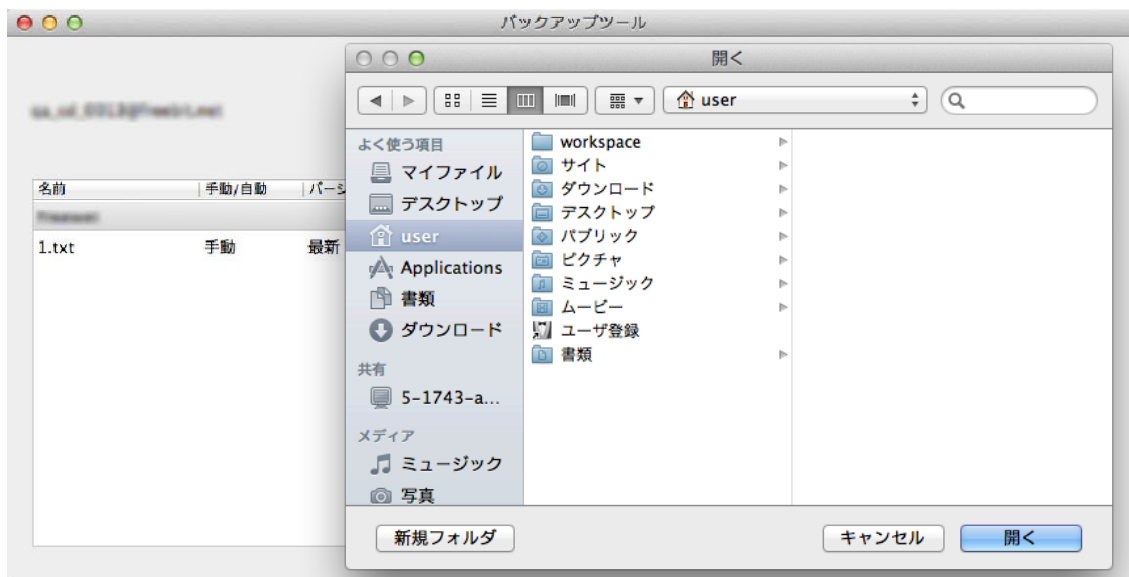 バックアップツール
開く
user
よく使う項目
マイファイル
デスクトップ
user
Applications
書類
ダウンロード
共有
5-1743-a...
メディア
ミュージック
写真
workspace
サイト
ダウンロード
デスクトップ
パブリック
ピクチャ
ミュージック
ムービー
ユーザ登録
書類
名前 手動/自動
1.txt 手動 最新
新規フォルダ キャンセル 開く